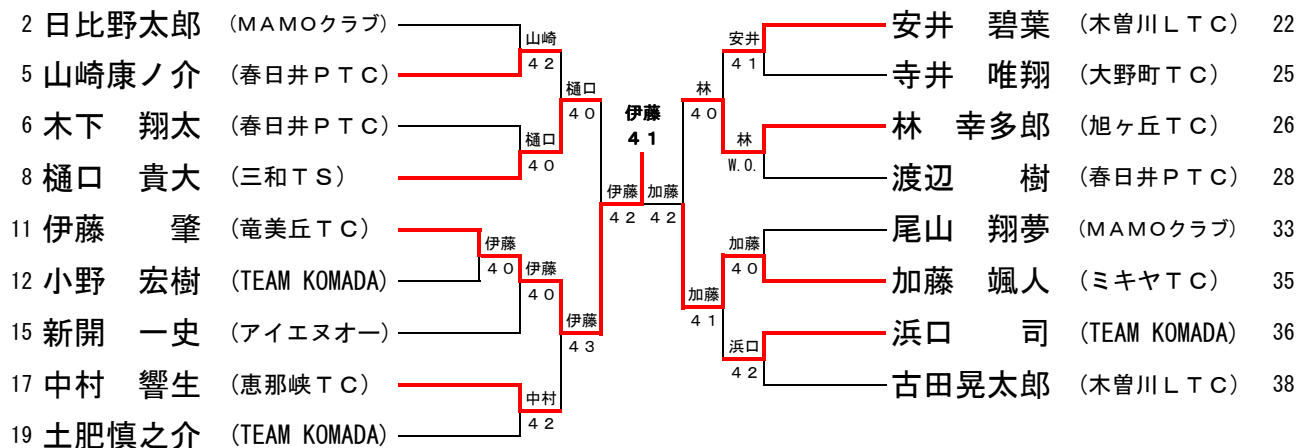 2 日比野太郎 (MAMOクラブ)
5 山崎康ノ介 (春日井PTC)
6 木下 翔太 (春日井PTC)
8 樋口 貴大 (三和TS)
11 伊藤 肇 (竜美丘TC)
12 小野 宏樹 (TEAM KOMADA)
15 新開 一史 (アイエヌオー)
17 中村 響生 (恵那峡TC)
19 土肥慎之介 (TEAM KOMADA)
山崎
42
樋口
40
伊藤
40
中村
42
伊藤
40
樋口
40
伊藤
43
伊藤
42
伊藤
41
加藤
42
林
40
加藤
41
安井
41
林
W.O.
加藤
40
浜口
42
安井 碧葉 (木曽川LTC) 22
寺井 唯翔 (大野町TC) 25
林 幸多郎 (旭ヶ丘TC) 26
渡辺 樹 (春日井PTC) 28
尾山 翔夢 (MAMOクラブ) 33
加藤 颯人 (ミキヤTC) 35
浜口 司 (TEAM KOMADA) 36
古田晃太郎 (木曽川LTC) 38